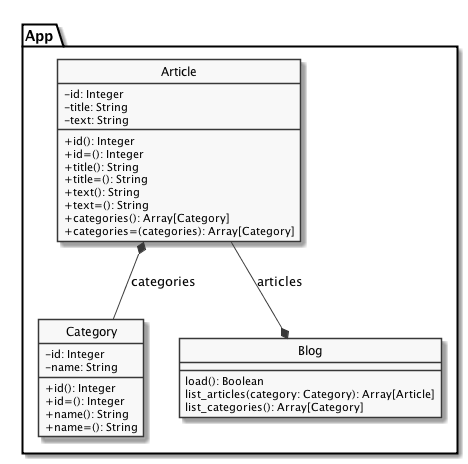 App
Article
-id: Integer
-title: String
-text: String
+id(): Integer
+id=(): Integer
+title(): String
+title=(): String
+text(): String
+text=(): String
+categories(): Array[Category]
+categories=(categories): Array[Category]
categories
articles
Category
-id: Integer
-name: String
+id(): Integer
+id=(): Integer
+name(): String
+name=(): String
Blog
load(): Boolean
list_articles(category: Category): Array[Article]
list_categories(): Array[Category]